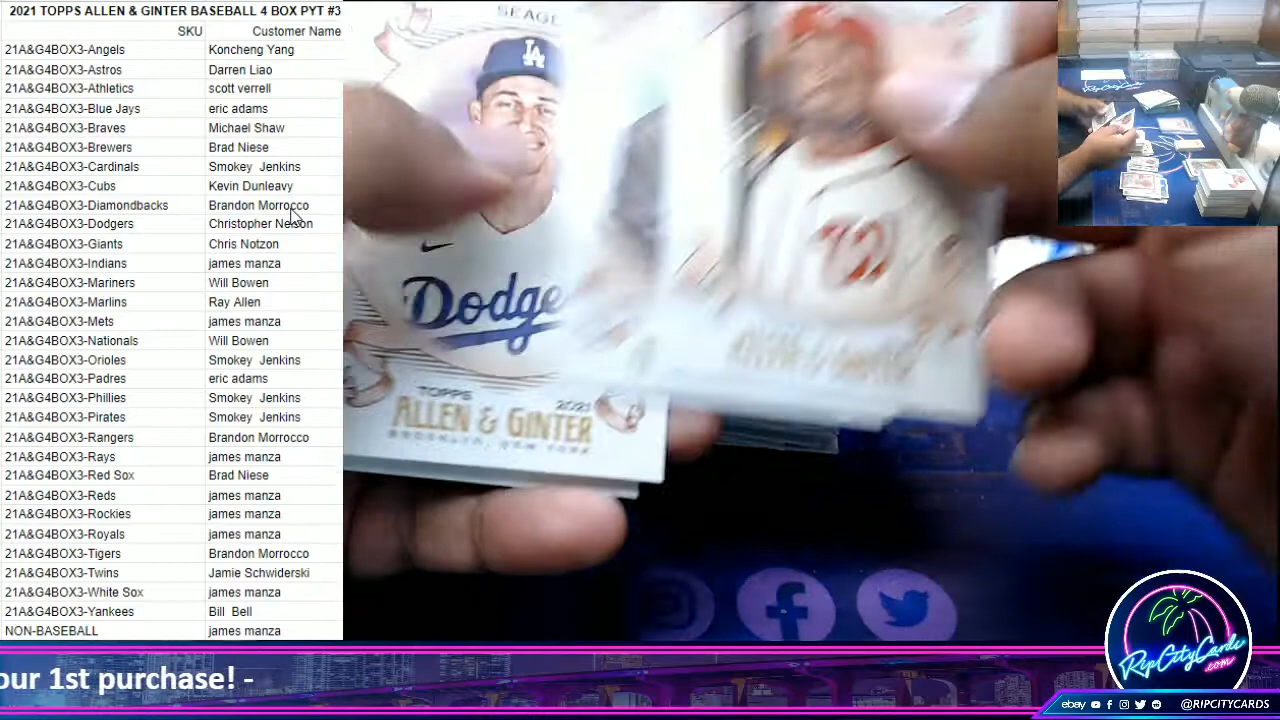 2021 TOPPS ALLEN & GINTER BASEBALL 4 BOX PYT #3
SKU Customer Name
21A&G4BOX3-Angels Koncheng Yang
21A&G4BOX3-Astros Darren Liao
21A&G4BOX3-Athletics scott verrell
21A&G4BOX3-Blue Jays eric adams
21A&G4BOX3-Braves Michael Shaw
21A&G4BOX3-Brewers Brad Niese
21A&G4BOX3-Cardinals Smokey Jenkins
21A&G4BOX3-Cubs Kevin Dunleavy
21A&G4BOX3-Diamondbacks Brandon Morrocco
21A&G4BOX3-Dodgers Christopher Nelson
21A&G4BOX3-Giants Chris Notzon
21A&G4BOX3-Indians james manza
21A&G4BOX3-Mariners Will Bowen
21A&G4BOX3-Marlins Ray Allen
21A&G4BOX3-Mets james manza
21A&G4BOX3-Nationals Will Bowen
21A&G4BOX3-Orioles Smokey Jenkins
21A&G4BOX3-Padres eric adams
21A&G4BOX3-Phillies Smokey Jenkins
21A&G4BOX3-Pirates Smokey Jenkins
21A&G4BOX3-Rangers Brandon Morrocco
21A&G4BOX3-Rays james manza
21A&G4BOX3-Red Sox Brad Niese
21A&G4BOX3-Reds james manza
21A&G4BOX3-Rockies james manza
21A&G4BOX3-Royals james manza
21A&G4BOX3-Tigers Brandon Morrocco
21A&G4BOX3-Twins Jamie Schwiderski
21A&G4BOX3-White Sox james manza
21A&G4BOX3-Yankees Bill Bell
NON-BASEBALL james manza
SEAG
LA
Dodge
TOPPS 2021
ALLEN & GINTER
BROOKLYN, NEW YORK
our 1st purchase! -
RipCityCards
.com
ebay @RIPCITYCARDS